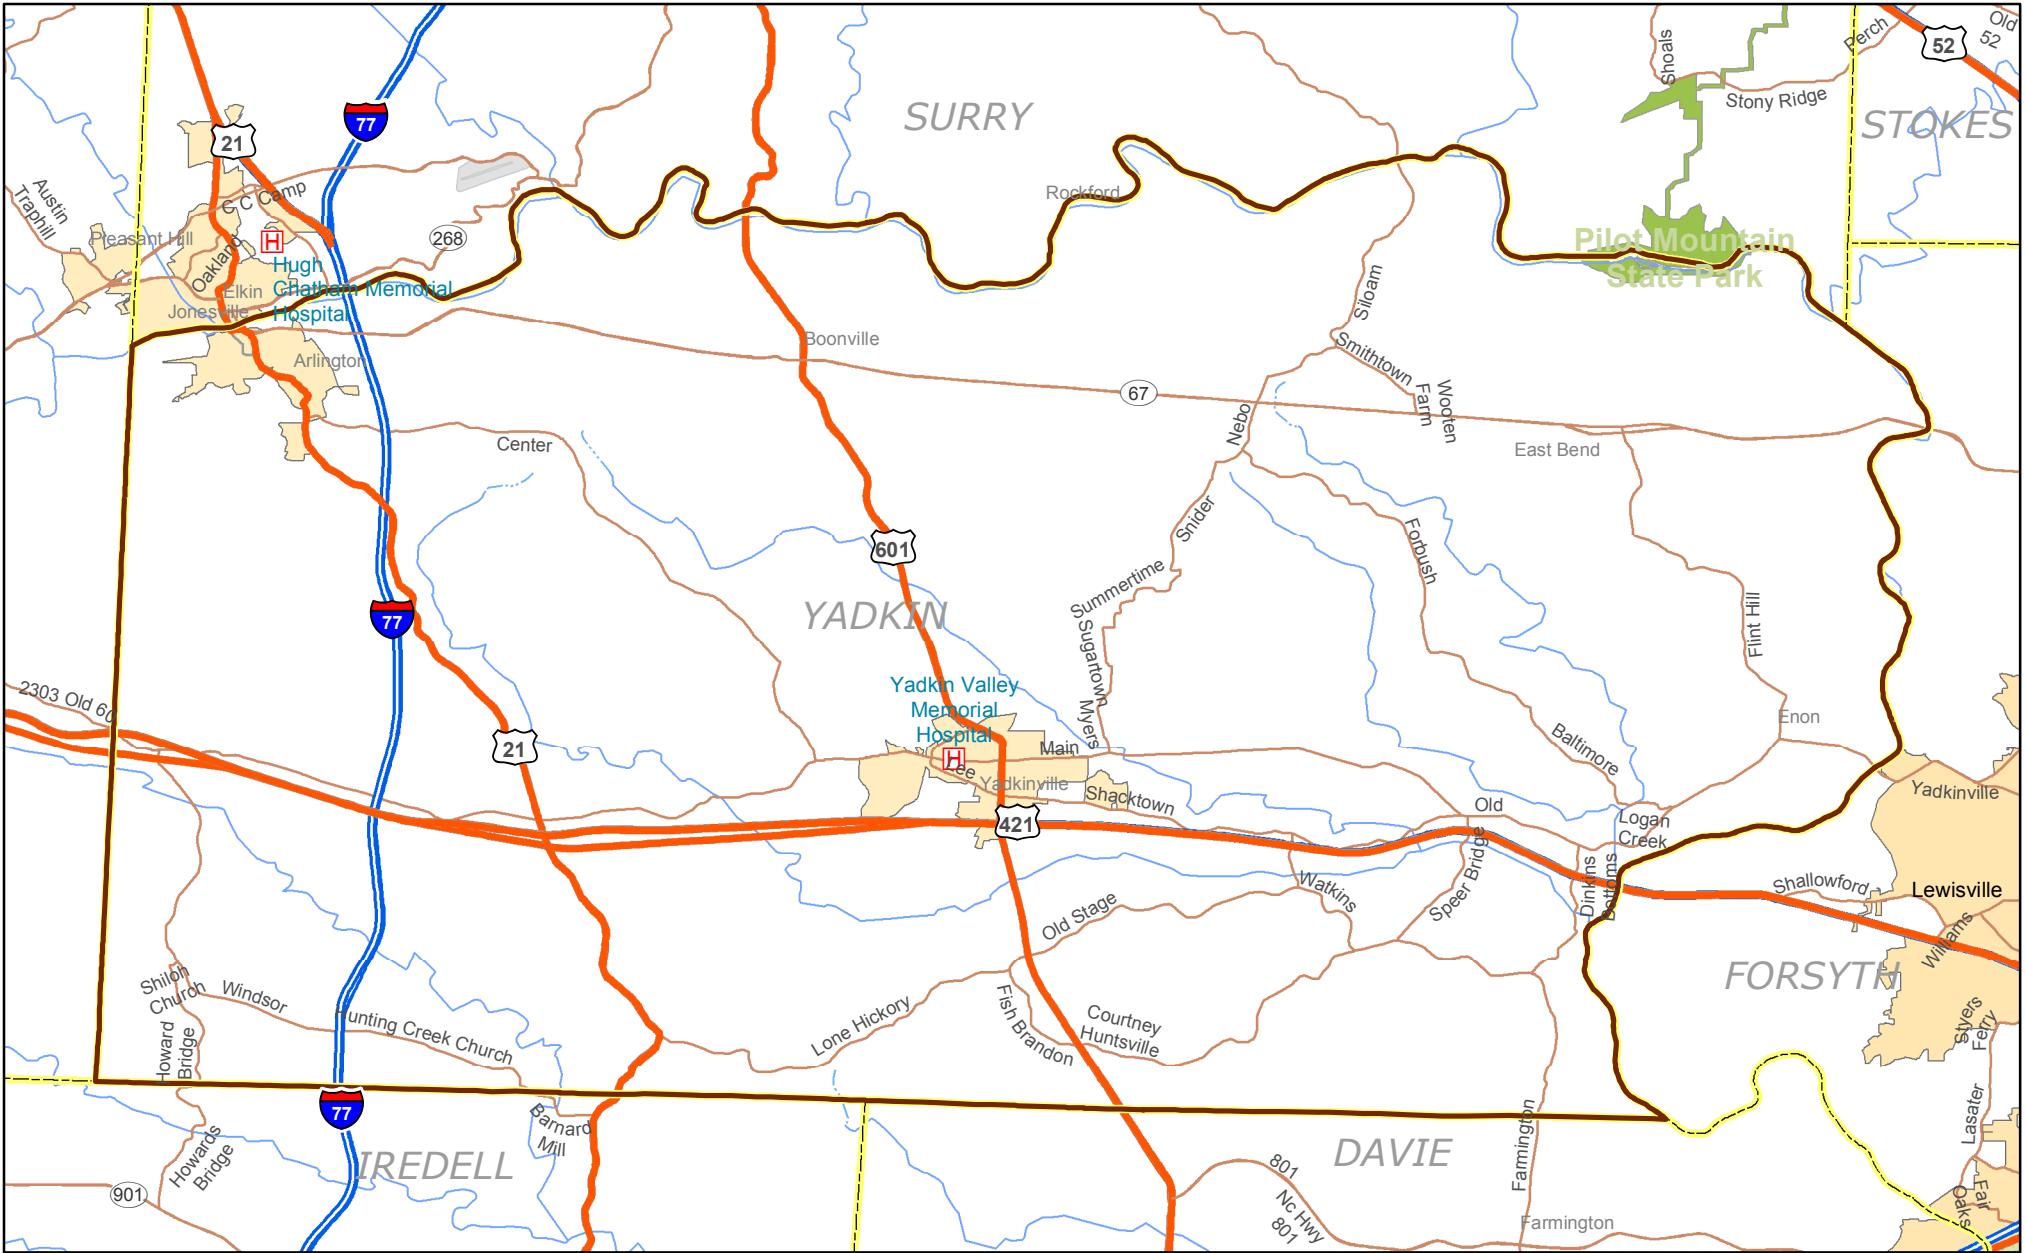 Shoals
Perch
Old
52
52
Stony Ridge
SURRY
STOKES
77
21
Austin
Traphill
C C Camp
Rockford
Pleasant Hill
268
Oakland
Hugh
Chatham Memorial
Hospital
Elkin
Jonesville
Pilot Mountain
State Park
Siloam
Arlington
Boonville
Smithtown
67
Wooten
Farm
Nebo
Center
East Bend
Snider
601
Forbush
Summertime
S Sugartown
YADKIN
77
Flint Hill
Yadkin Valley
Memorial
Hospital
2303 Old 60
Myers
Enon
21
Main
Baltimore
Lee
Yadkinville
Shacktown
Yadkinville
Old
421
Logan
Creek
Speer Bridge
Dinkins
Bottoms
Watkins
Shallowford
Lewisville
Old Stage
Williams
FORSYTH
Shiloh
Church
Windsor
Hunting Creek Church
Lone Hickory
Fish Brandon
Courtney
Huntsville
Styers
Ferry
Howard
Bridge
77
Barnard
Mill
Lasater
Howards
Bridge
IREDELL
DAVIE
Farmington
801
901
Nc Hwy
801
Farmington
Fair
Oaks